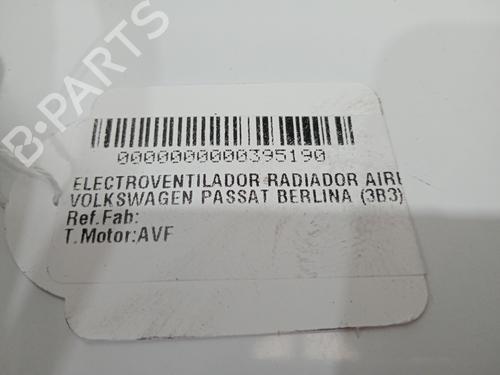 B-PARTS
0000000000395190
ELECTROVENTILADOR RADIADOR AIRE
VOLKSWAGEN PASSAT BERLINA (3B3)
Ref.Fab:
T.Motor:AVF